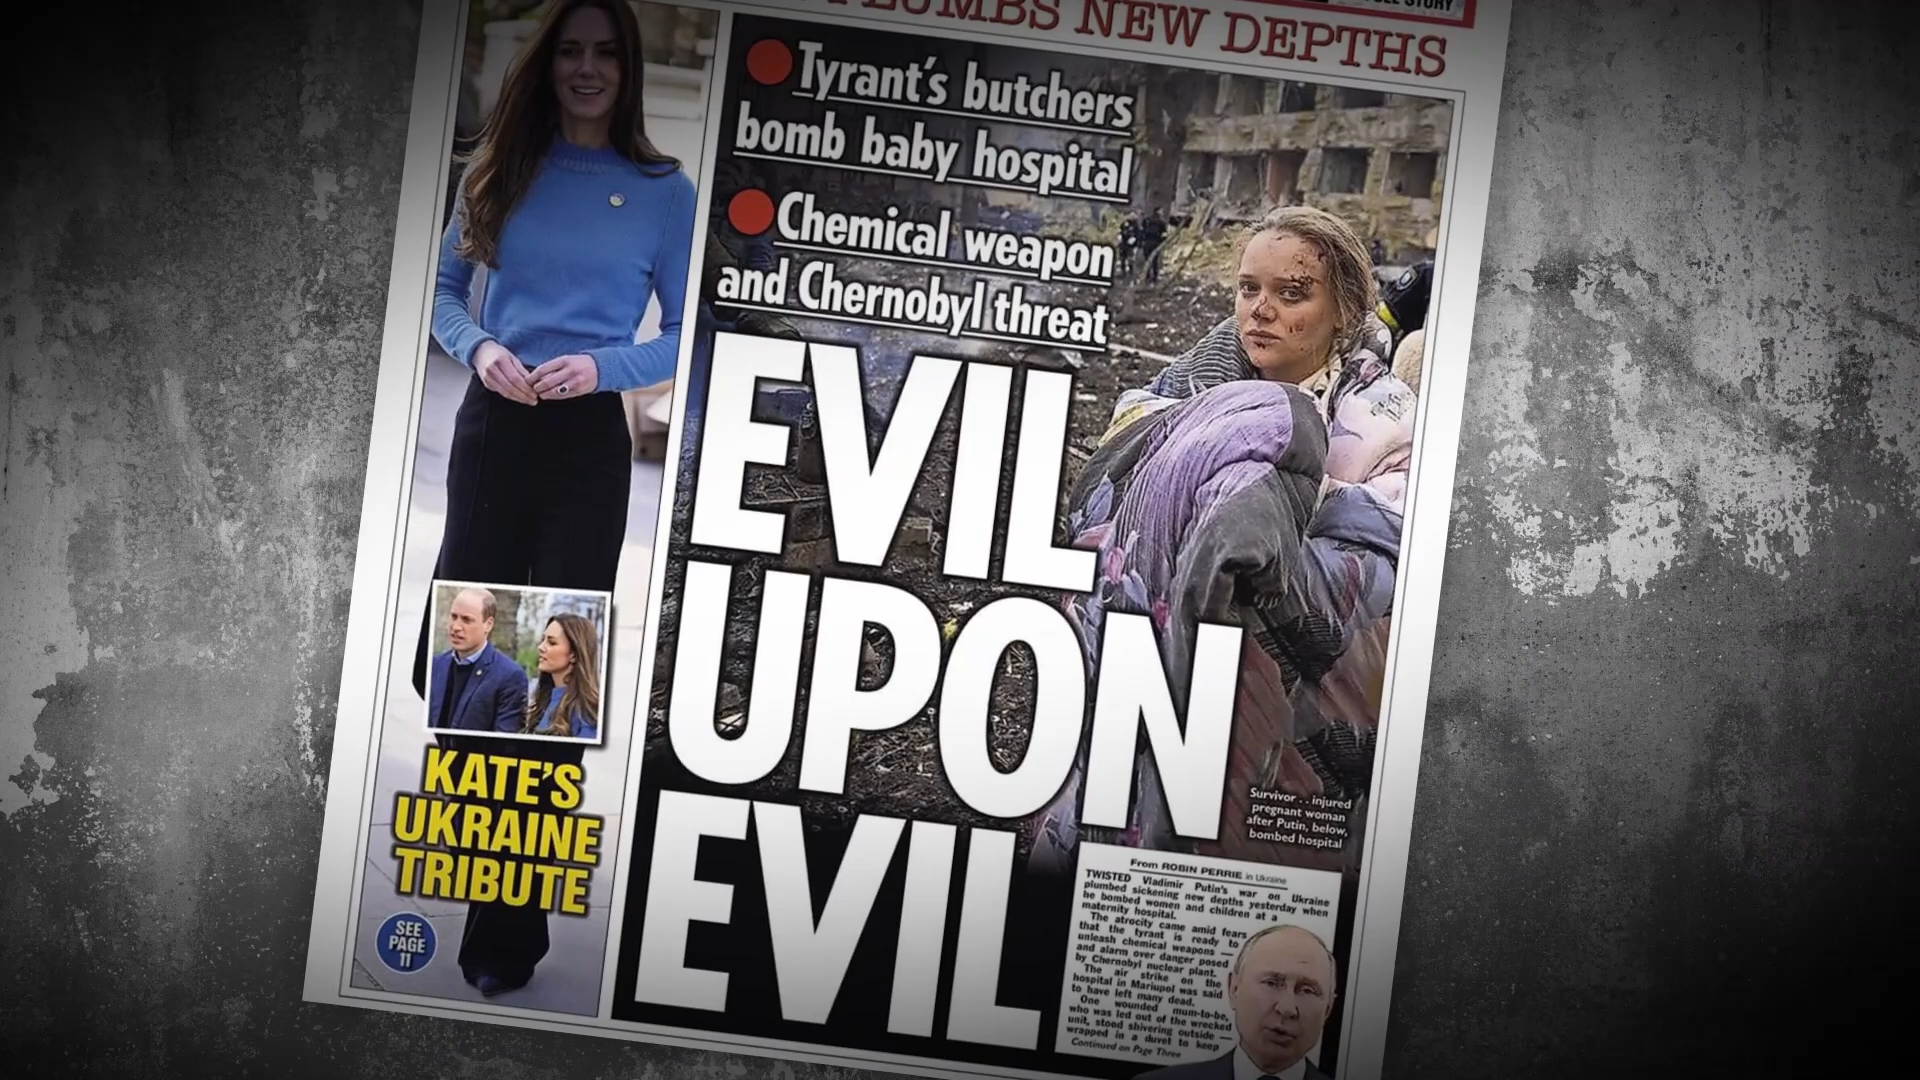 FULL STORY
PLUMBS NEW DEPTHS
Tyrant's butchers
bomb baby hospital
Chemical weapon
and Chernobyl threat
EVIL
UPON
EVIL
KATE'S
UKRAINE
TRIBUTE
SEE
PAGE
11
Survivor . . injured
pregnant woman
after Putin, below,
bombed hospital
From ROBIN PERRIE in Ukraine
TWISTED Vladimir Putin's war on Ukraine
plumbed sickening new depths yesterday when
he bombed women and children at a
maternity hospital.
The atrocity came amid fears
that the tyrant is ready to
unleash chemical weapons —
and alarm over danger posed
by Chernobyl nuclear plant.
The air strike on the
hospital in Mariupol was said
to have left many dead.
One wounded mum-to-be,
who was led out of the wrecked
unit, stood shivering outside —
wrapped in a duvet to keep
Continued on Page Three